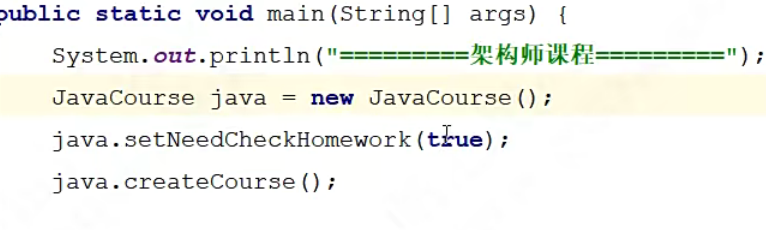 public static void main(String[] args) {
System.out.println("=========架构师课程=========");
JavaCourse java = new JavaCourse();
java.setNeedCheckHomework(true);
java.createCourse();